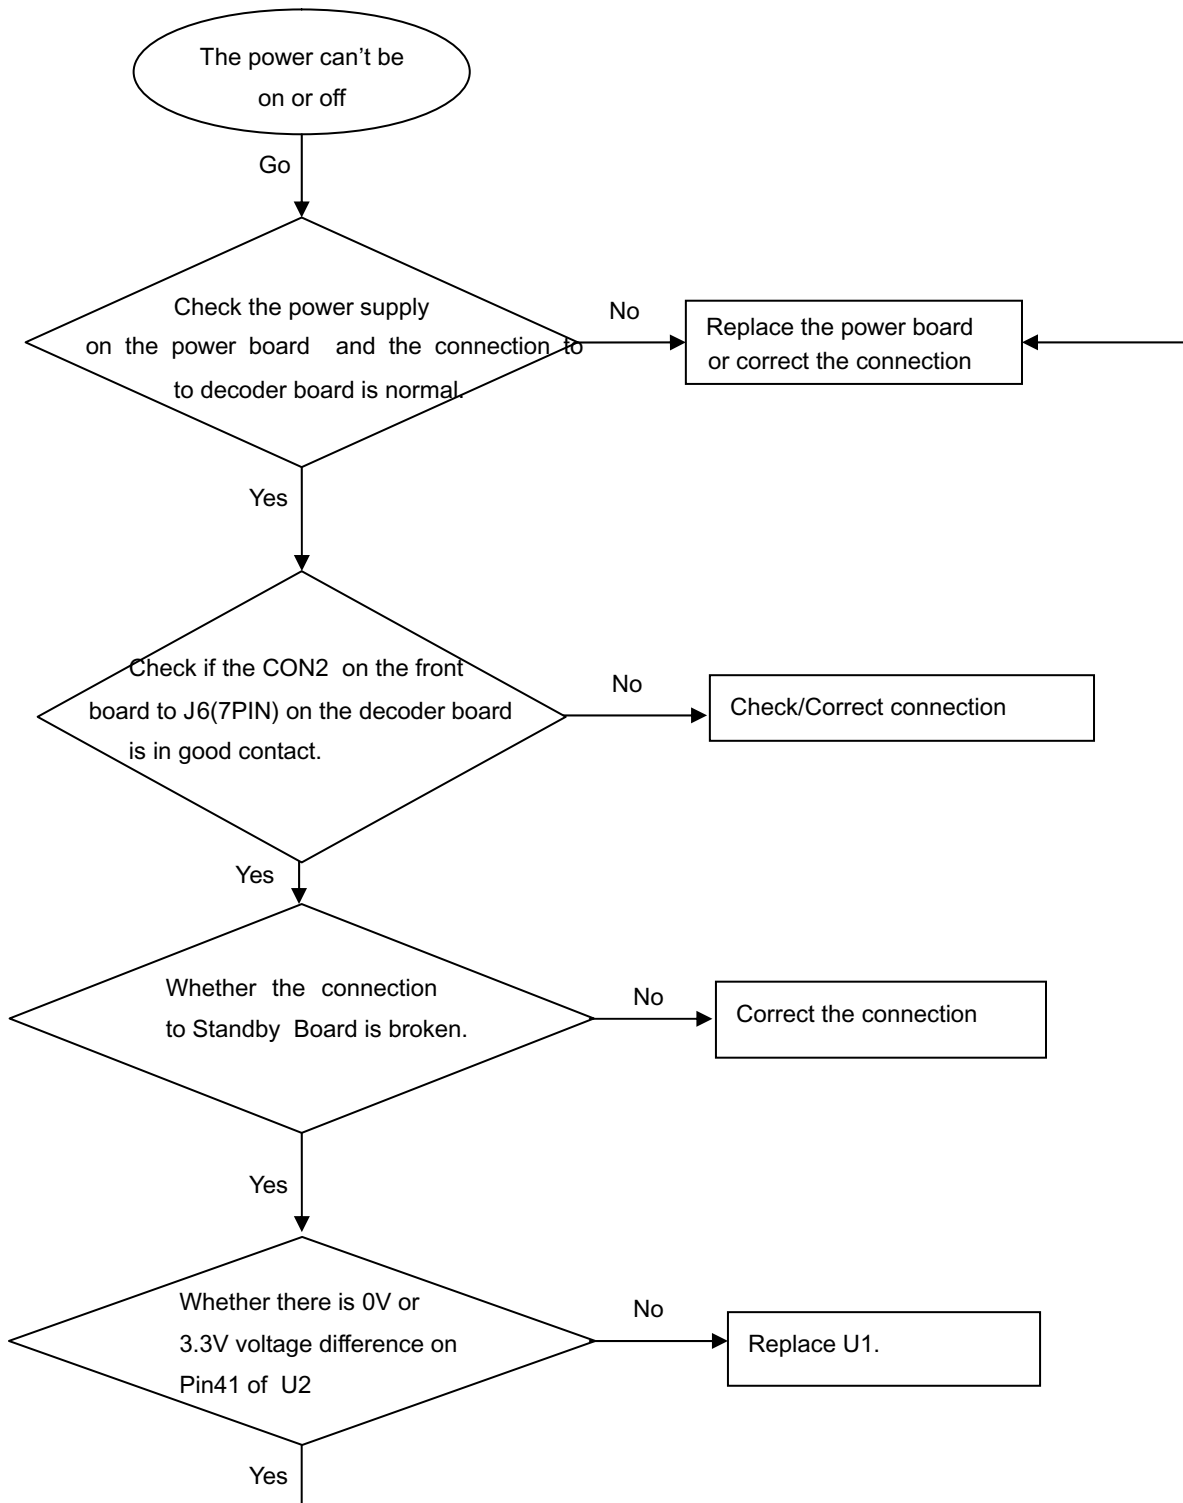 The power can't be
on or off
Go
Check the power supply
on the power board and the connection to
to decoder board is normal.
No
Replace the power board
or correct the connection
Yes
Check if the CON2 on the front
board to J6(7PIN) on the decoder board
is in good contact.
No
Check/Correct connection
Yes
Whether the connection
to Standby Board is broken.
No
Correct the connection
Yes
Whether there is 0V or
3.3V voltage difference on
Pin41 of U2
No
Replace U1.
Yes